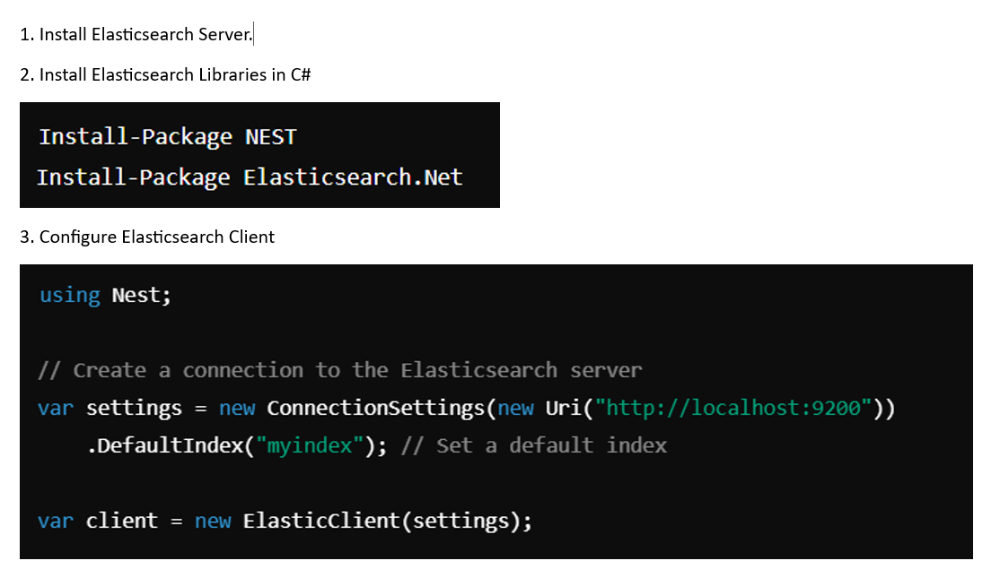 1. Install Elasticsearch Server.
2. Install Elasticsearch Libraries in C#
Install-Package NEST
Install-Package Elasticsearch.Net
3. Configure Elasticsearch Client
using Nest;
// Create a connection to the Elasticsearch server
var settings = new ConnectionSettings(new Uri("http://localhost:9200"))
.DefaultIndex("myindex"); // Set a default index
var client = new ElasticClient(settings);